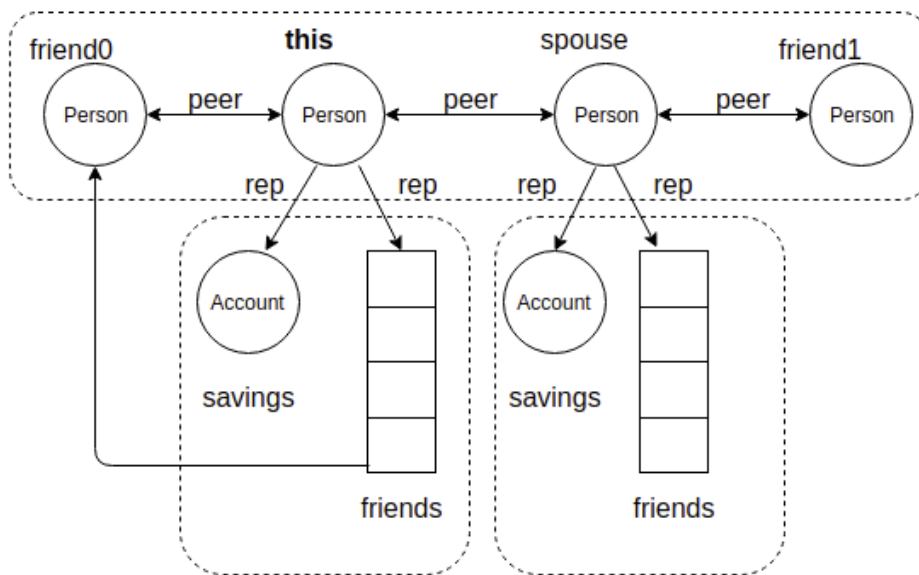 friend0
this
spouse
friend1
Person
peer
Person
peer
Person
peer
Person
rep
rep
rep
rep
Account
Account
savings
savings
friends
friends